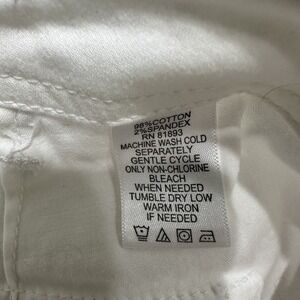 98%COTTON
2%SPANDEX
RN 81893
MACHINE WASH COLD
SEPARATELY
GENTLE CYCLE
ONLY NON-CHLORINE
BLEACH
WHEN NEEDED
TUMBLE DRY LOW
WARM IRON
IF NEEDED